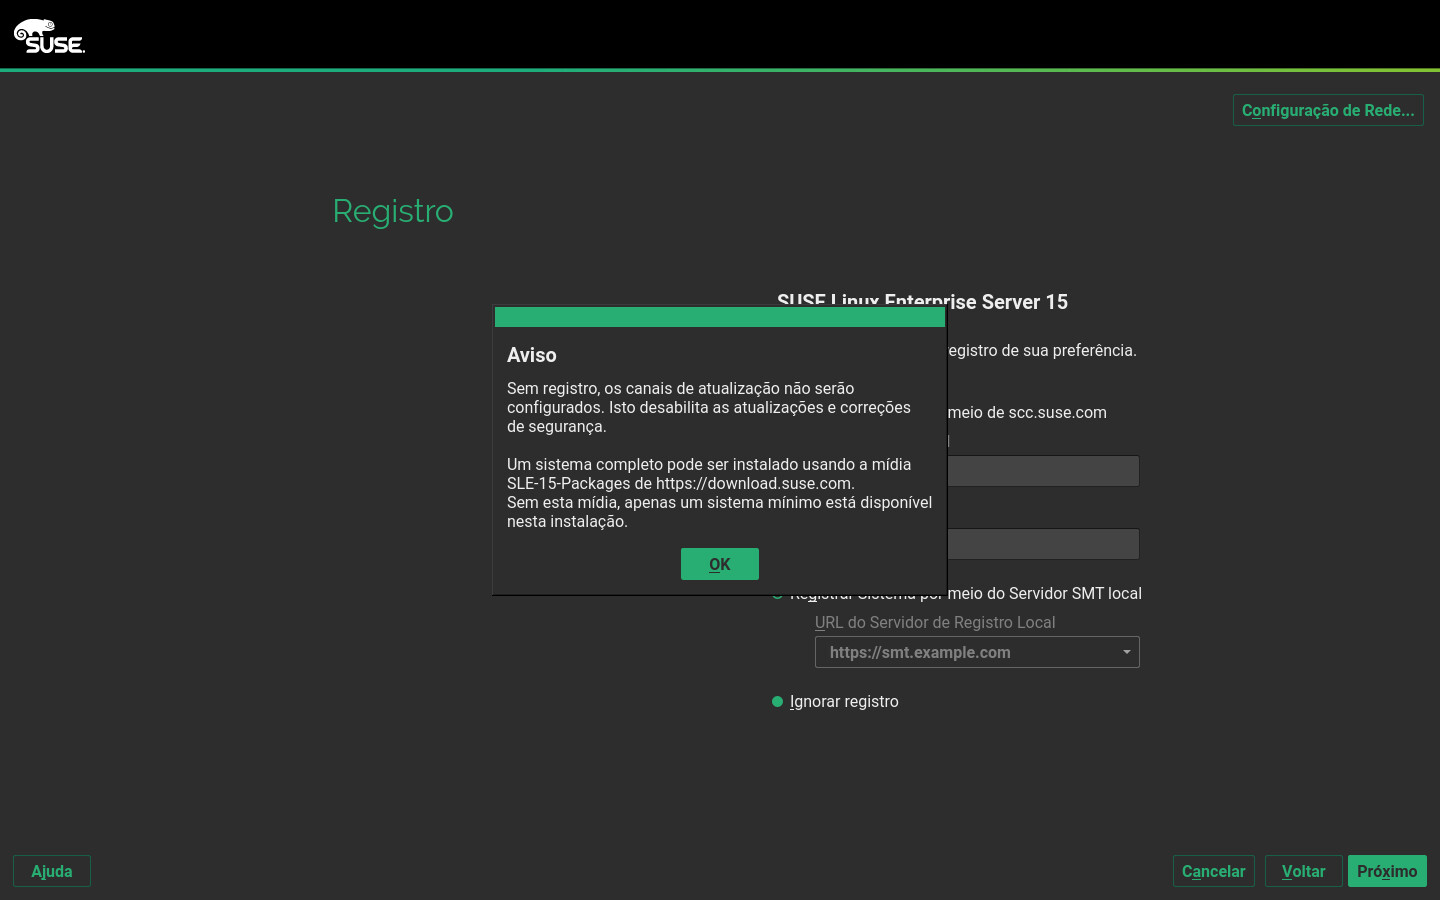 SUSE
Configuração de Rede...
Registro
SUSE Linux Enterprise Server 15
registro de sua preferência.
Aviso
Sem registro, os canais de atualização não serão
configurados. Isto desabilita as atualizações e correções
de segurança.
meio de scc.suse.com
Um sistema completo pode ser instalado usando a mídia
SLE-15-Packages de https://download.suse.com.
Sem esta mídia, apenas um sistema mínimo está disponível
nesta instalação.
OK
Registrar Sistema por meio do Servidor SMT local
URL do Servidor de Registro Local
https://smt.example.com
Ignorar registro
Ajuda
Cancelar
Voltar
Próximo